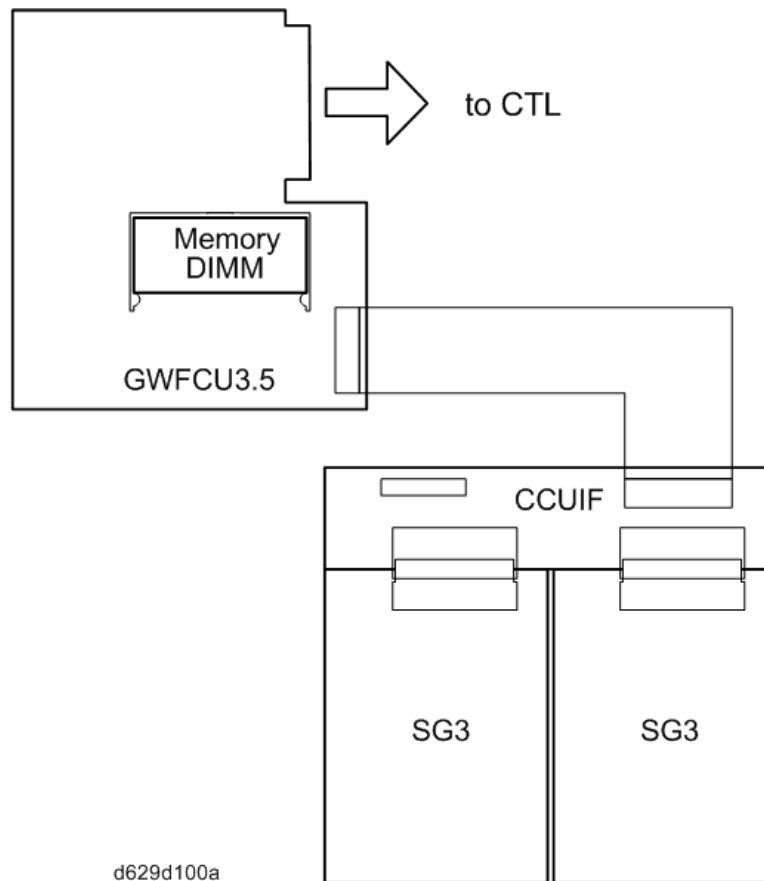 to CTL
Memory
DIMM
GWFCU3.5
CCUIF
SG3
SG3
d629d100a